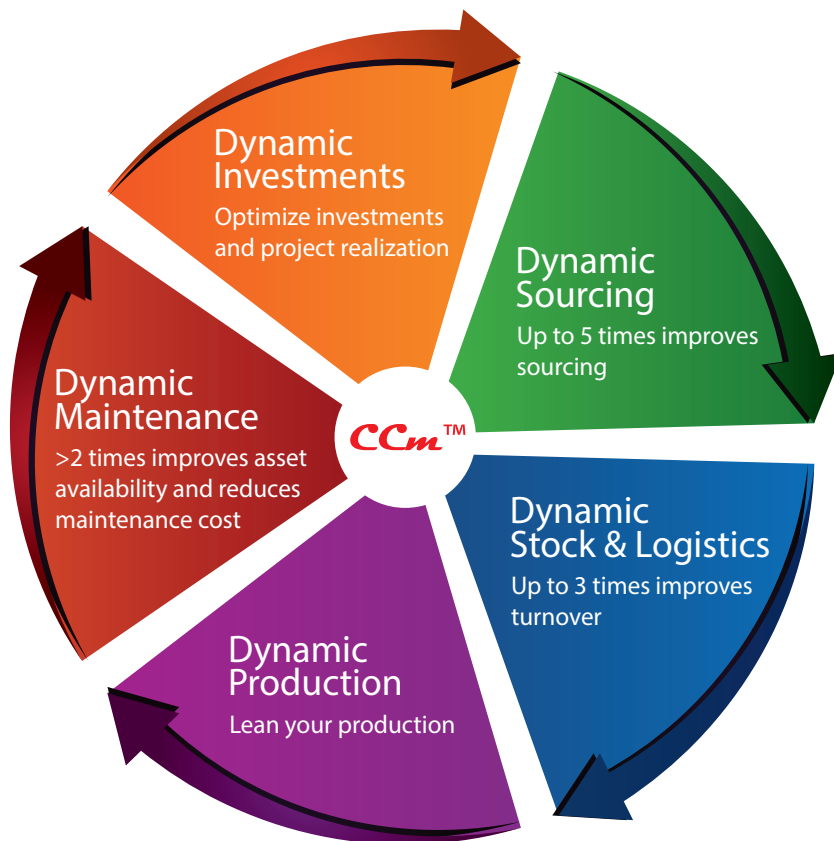 Dynamic
Investments
Optimize investments
and project realization
Dynamic
Sourcing
Up to 5 times improves
sourcing
Dynamic
Maintenance
>2 times improves asset
availability and reduces
maintenance cost
CCm™
Dynamic
Stock & Logistics
Up to 3 times improves
turnover
Dynamic
Production
Lean your production